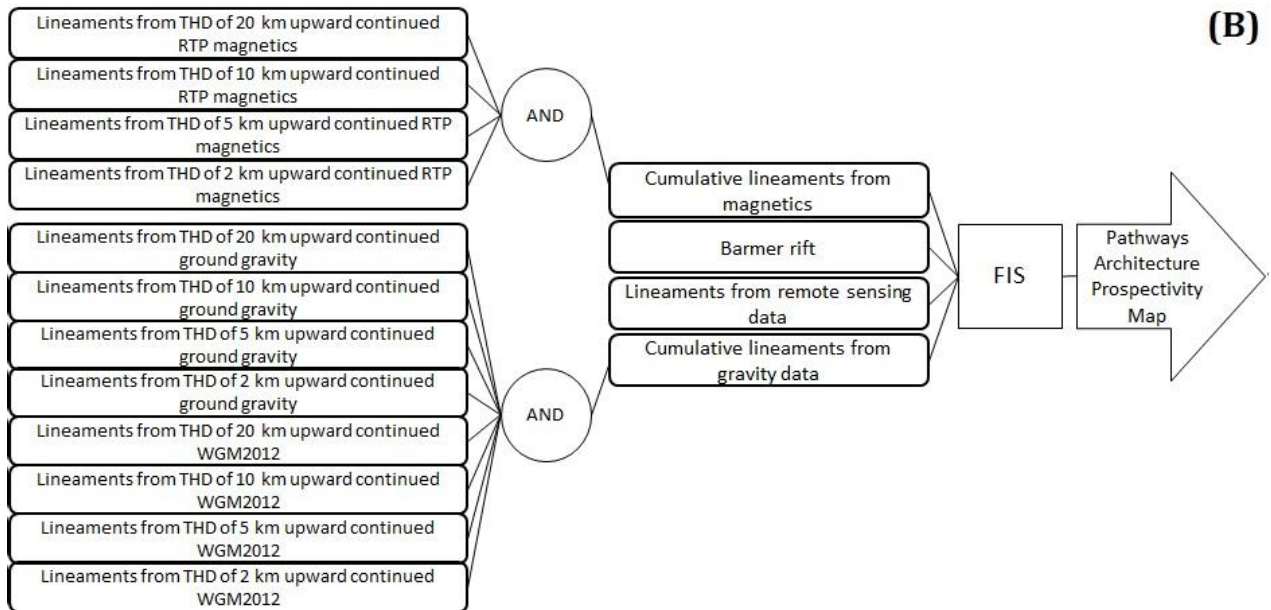 (B)
Lineaments from THD of 20 km upward continued
RTP magnetics
Lineaments from THD of 10 km upward continued
RTP magnetics
Lineaments from THD of 5 km upward continued RTP
magnetics
Lineaments from THD of 2 km upward continued RTP
magnetics
AND
Lineaments from THD of 20 km upward continued
ground gravity
Lineaments from THD of 10 km upward continued
ground gravity
Lineaments from THD of 5 km upward continued
ground gravity
Lineaments from THD of 2 km upward continued
ground gravity
Lineaments from THD of 20 km upward continued
WGM2012
Lineaments from THD of 10 km upward continued
WGM2012
Lineaments from THD of 5 km upward continued
WGM2012
Lineaments from THD of 2 km upward continued
WGM2012
AND
Cumulative lineaments from
magnetics
Barmer rift
Lineaments from remote sensing
data
Cumulative lineaments from
gravity data
FIS
Pathways
Architecture
Prospectivity
Map